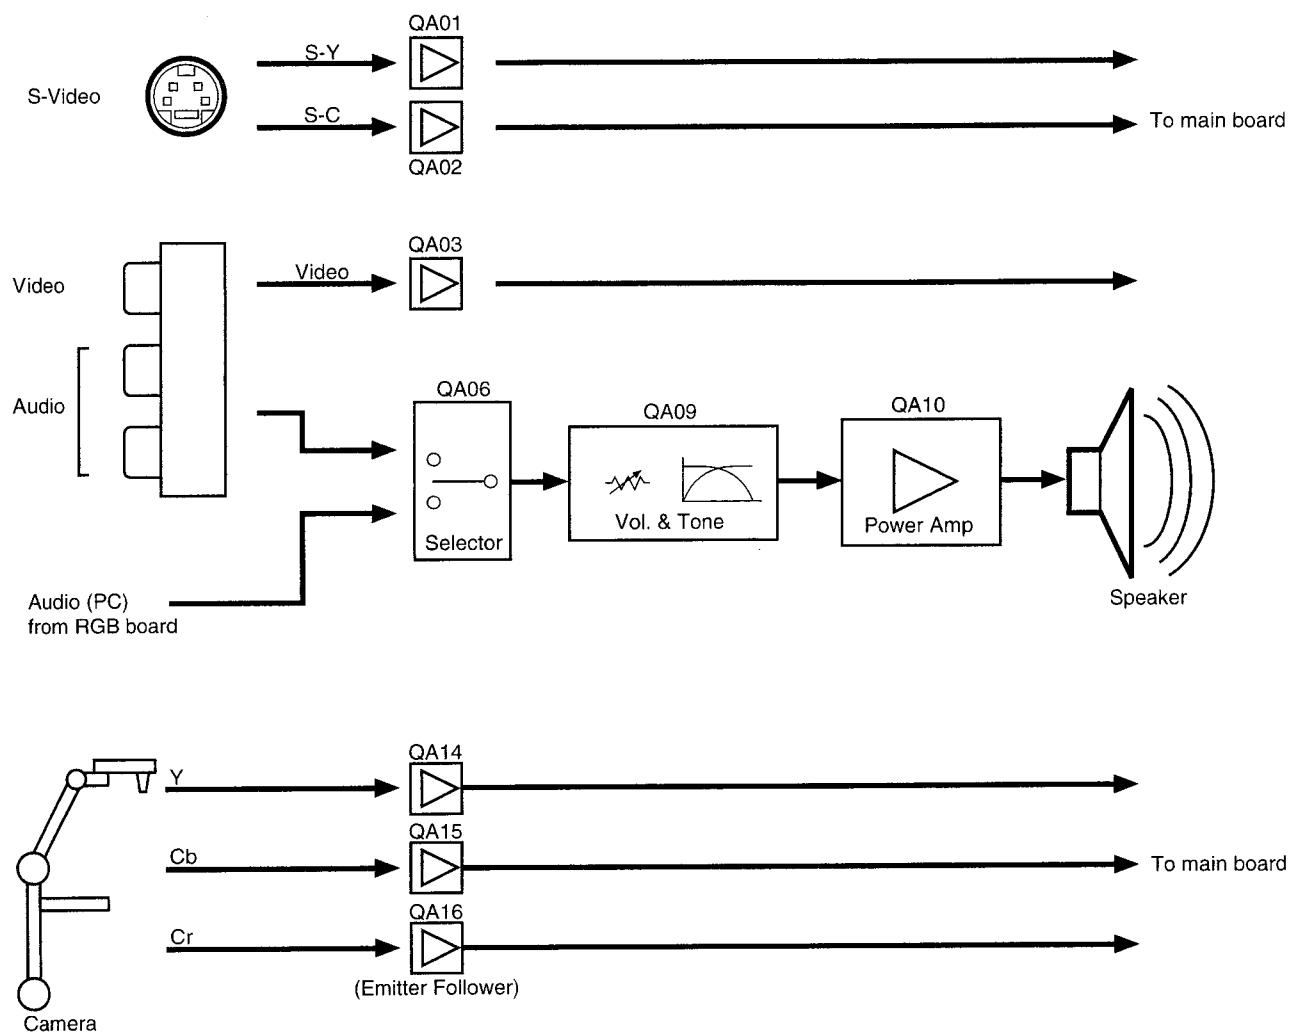 QA01
S-Y
S-Video
S-C
To main board
QA02
QA03
Video
Video
QA06
QA09
QA10
Audio
Vol. & Tone
Power Amp
Selector
Audio (PC)
from RGB board
Speaker
QA14
Y
QA15
Cb
To main board
QA16
Cr
(Emitter Follower)
Camera